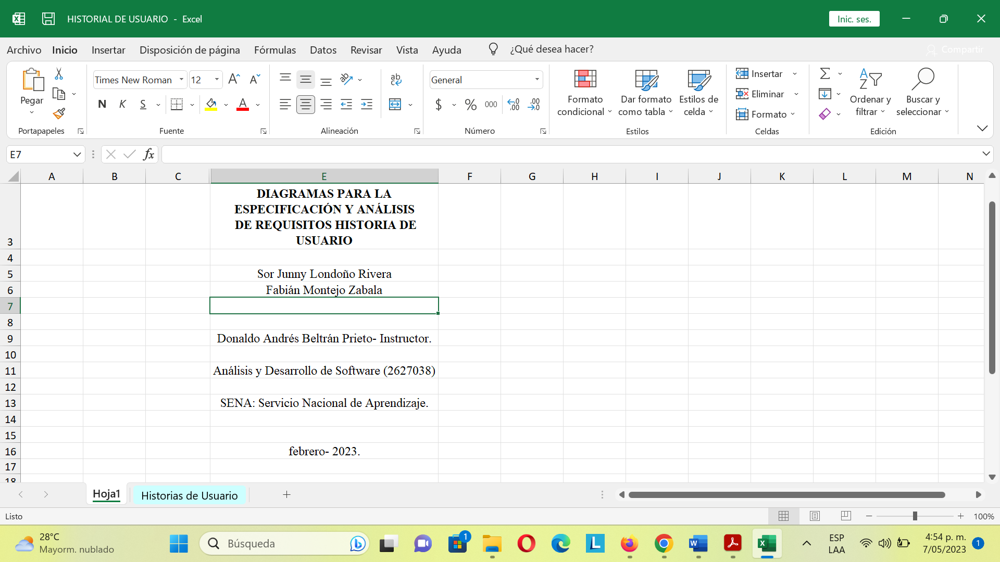 HISTORIAL DE USUARIO - Excel
Inic. ses.
Archivo Inicio Insertar Disposición de página Fórmulas Datos Revisar Vista Ayuda ¿Qué desea hacer? Compartir
Pegar
Portapapeles
Times New Roman 12
N K S
Fuente
Alineación
General
$ % 000
Número
Formato condicional
Dar formato como tabla
Estilos de celda
Estilos
Insertar
Eliminar
Formato
Celdas
Ordenar y filtrar
Buscar y seleccionar
Edición
E7 fx
A B C E F G H I J K L M N
DIAGRAMAS PARA LA
ESPECIFICACIÓN Y ANÁLISIS
DE REQUISITOS HISTORIA DE
3 USUARIO
4
5 Sor Junny Londoño Rivera
6 Fabián Montejo Zabala
7
8
9 Donaldo Andrés Beltrán Prieto- Instructor.
10
11 Análisis y Desarrollo de Software (2627038)
12
13 SENA: Servicio Nacional de Aprendizaje.
14
15
16 febrero- 2023.
17
18
Hoja1 Historias de Usuario
Listo 100%
28°C
Mayorm. nublado
Búsqueda
1
ESP
LAA
4:54 p. m.
7/05/2023
1